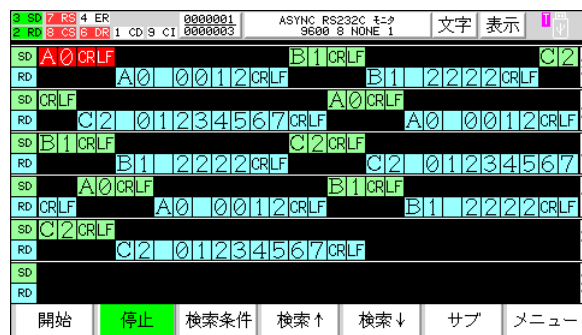 3 SD 7 RS 4 ER 0000001 ASYNC RS232C モニタ 文字 表示
2 RD 8 CS 6 DR 1 CD 9 CI 0000003 9600 8 NONE 1
SD A0CRLF B1CRLF C2
RD A0 0012CRLF B1 2222CRLF
SD CRLF A0CRLF
RD C2 01234567CRLF A0 0012CRLF
SD B1CRLF C2CRLF
RD B1 2222CRLF C2 01234567
SD A0CRLF B1CRLF
RD CRLF A0 0012CRLF B1 2222CRLF
SD C2CRLF
RD C2 01234567CRLF
SD
RD
開始 停止 検索条件 検索↑ 検索↓ サブ メニュー